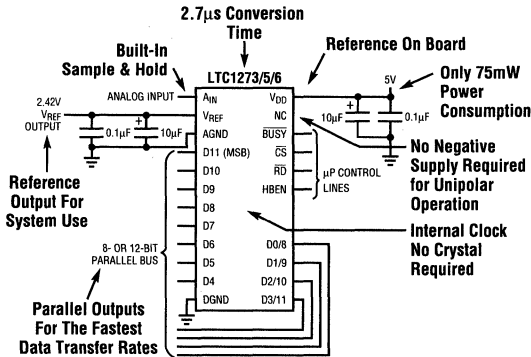 2.7µs Conversion
Time
Built-In
Sample & Hold
Reference On Board
LTC1273/5/6
ANALOG INPUT
AIN
VDD
5V
Only 75mW
Power
Consumption
2.42V
VREF
OUTPUT
VREF
NC
0.1µF
+
10µF
10µF
+
0.1µF
AGND
BUSY
D11 (MSB)
CS
D10
RD
D9
HBEN
µP CONTROL
LINES
No Negative
Supply Required
for Unipolar
Operation
Reference
Output For
System Use
D8
D7
Internal Clock
No Crystal
Required
8- OR 12-BIT
PARALLEL BUS
D6
D0/8
D5
D1/9
D4
D2/10
DGND
D3/11
Parallel Outputs
For The Fastest
Data Transfer Rates